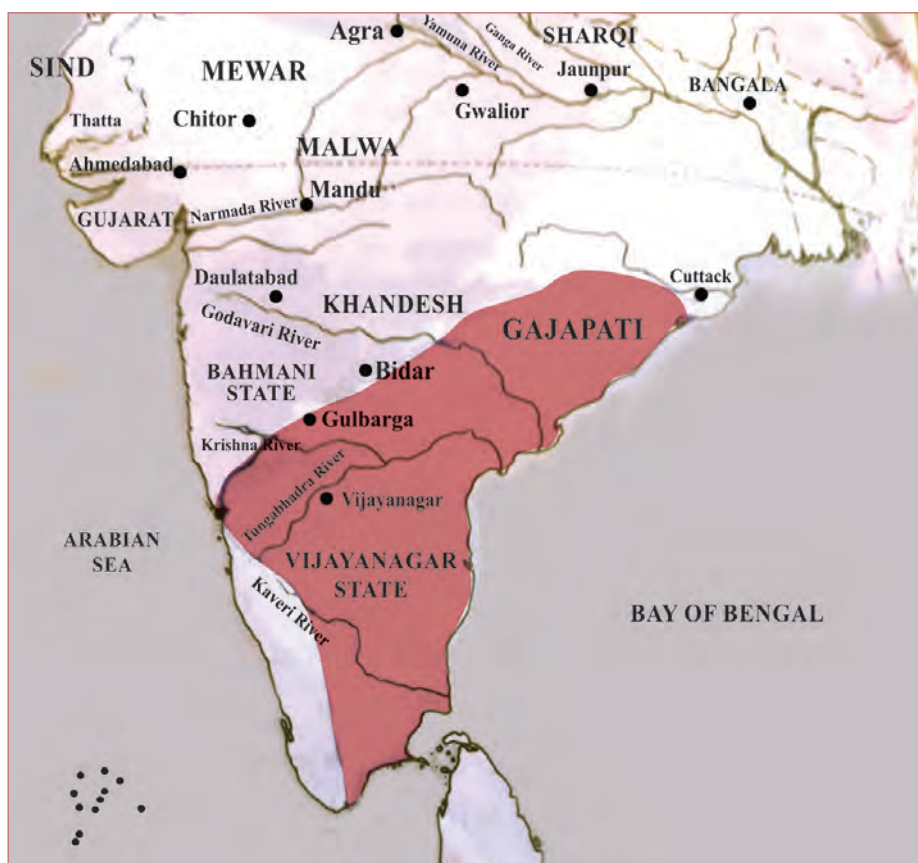 Agra
Yamuna River
Ganga River
SHARQI
SIND
MEWAR
Jaunpur
BANGALA
Thatta
Chitor
Gwalior
MALWA
Ahmedabad
Mandu
GUJARAT
Narmada River
Daulatabad
KHANDESH
Cuttack
Godavari River
GAJAPATI
BAHMANI
STATE
Bidar
Gulbarga
Krishna River
Tungabhadra River
Vijayanagar
ARABIAN
SEA
VIJAYANAGAR
STATE
Kaveri River
BAY OF BENGAL